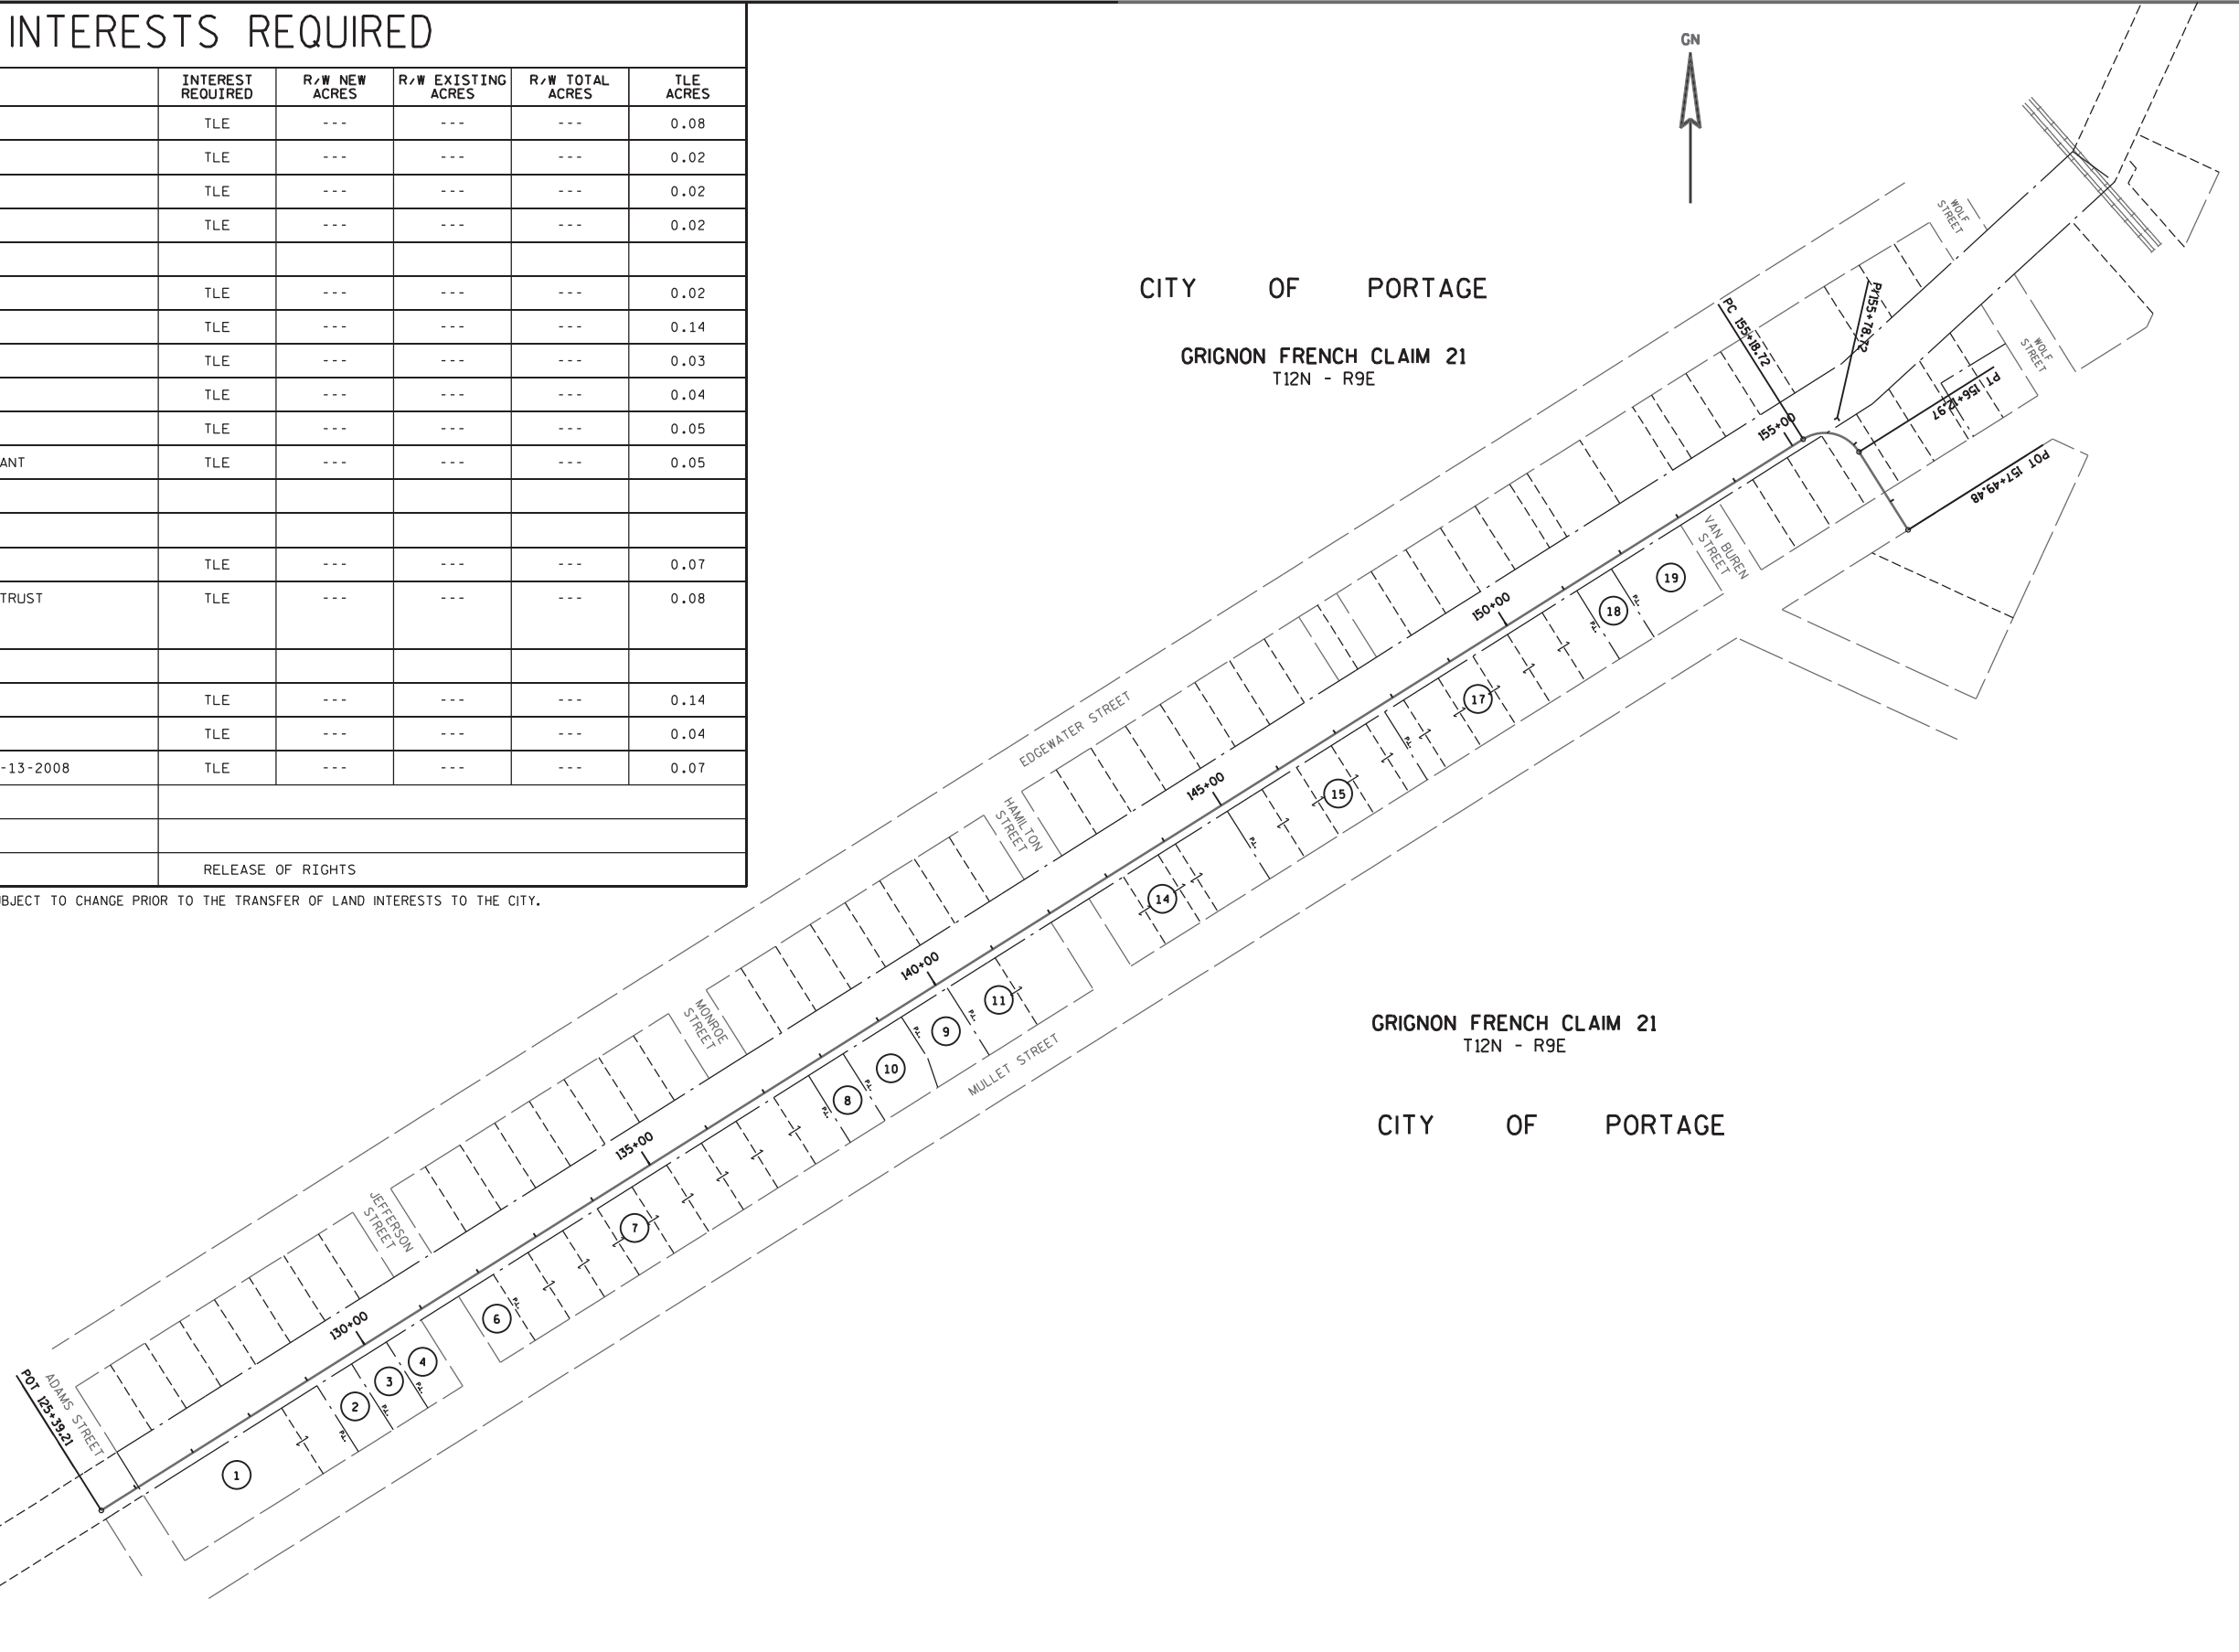 INTERESTS REQUIRED
INTEREST REQUIRED R/W NEW ACRES R/W EXISTING ACRES R/W TOTAL ACRES TLE ACRES
TLE --- --- --- 0.08
TLE --- --- --- 0.02
TLE --- --- --- 0.02
TLE --- --- --- 0.02
TLE --- --- --- 0.02
TLE --- --- --- 0.14
TLE --- --- --- 0.03
TLE --- --- --- 0.04
TLE --- --- --- 0.05
ANT TLE --- --- --- 0.05
TLE --- --- --- 0.07
TRUST TLE --- --- --- 0.08
TLE --- --- --- 0.14
TLE --- --- --- 0.04
-13-2008 TLE --- --- --- 0.07
RELEASE OF RIGHTS
BJECT TO CHANGE PRIOR TO THE TRANSFER OF LAND INTERESTS TO THE CITY.
GN
CITY OF PORTAGE
GRIGNON FRENCH CLAIM 21
T12N - R9E
WOLF
STREET
PC 155+18.72
PI 155+78.72
WOLF
STREET
PT 156+12.97
155+00
POT 157+49.48
VAN BUREN
STREET
19
18
150+00
17
EDGEWATER STREET
145+00
15
HAMILTON
STREET
14
140+00
11
9
10
8
MULLET STREET
MONROE
STREET
135+00
7
JEFFERSON
STREET
6
130+00
4
3
2
1
ADAMS STREET
POT 125+39.21
GRIGNON FRENCH CLAIM 21
T12N - R9E
CITY OF PORTAGE